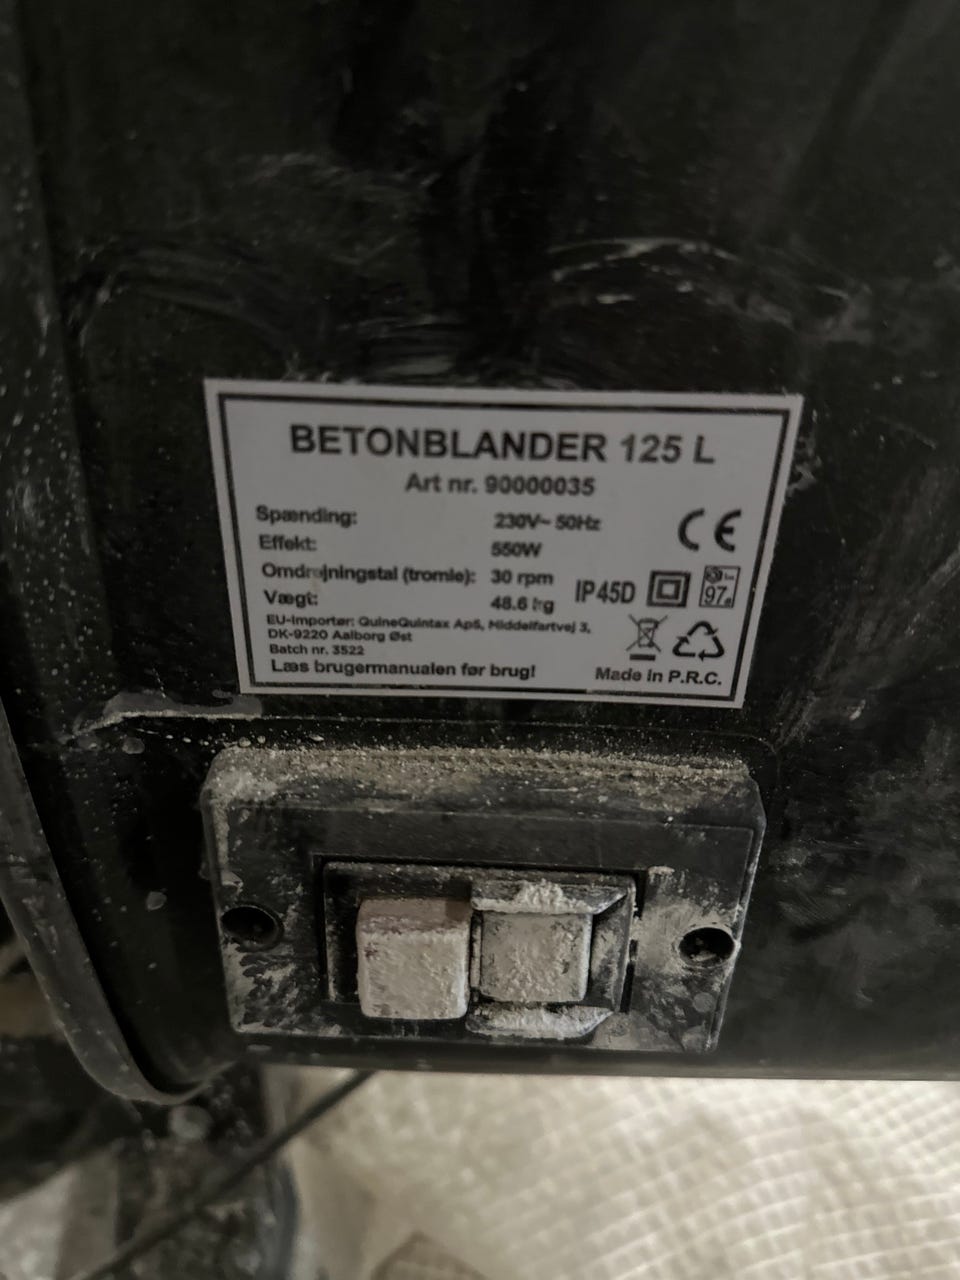 BETONBLANDER 125 L
Art nr. 90000035
Spænding: 230V~ 50Hz
Effekt: 550W
Omdrejningstal (tromle): 30 rpm
Vægt: 48.6 kg
IP45D
97
CE
EU-Importør: QuineQuintax ApS, Middelfartvej 3,
DK-9220 Aalborg Øst
Batch nr. 3522
Læs brugermanualen før brug!
Made in P.R.C.